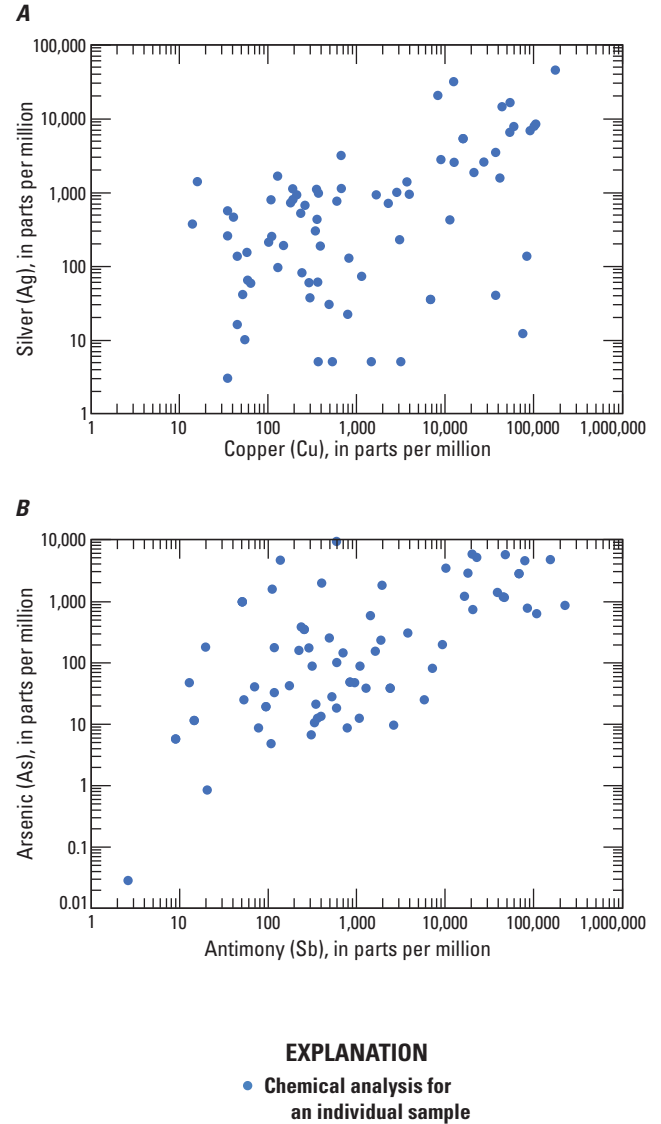 A
100,000
10,000
1,000
100
10
1
Silver (Ag), in parts per million
1 10 100 1,000 10,000 100,000 1,000,000
Copper (Cu), in parts per million
B
10,000
1,000
100
10
1
0.1
0.01
Arsenic (As), in parts per million
1 10 100 1,000 10,000 100,000 1,000,000
Antimony (Sb), in parts per million
EXPLANATION
Chemical analysis for
an individual sample